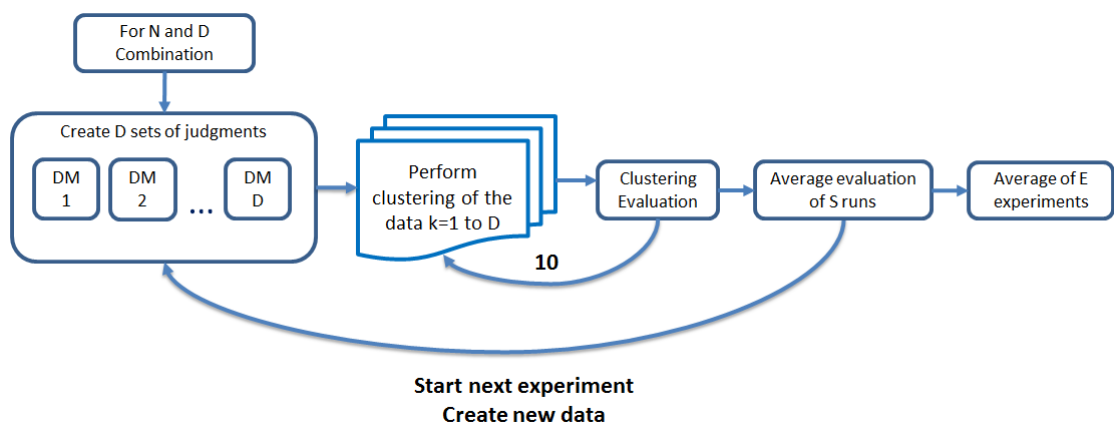 For N and D
Combination
Create D sets of judgments
DM
1
DM
2
...
DM
D
Perform
clustering of the
data k=1 to D
Clustering
Evaluation
Average evaluation
of S runs
Average of E
experiments
10
Start next experiment
Create new data